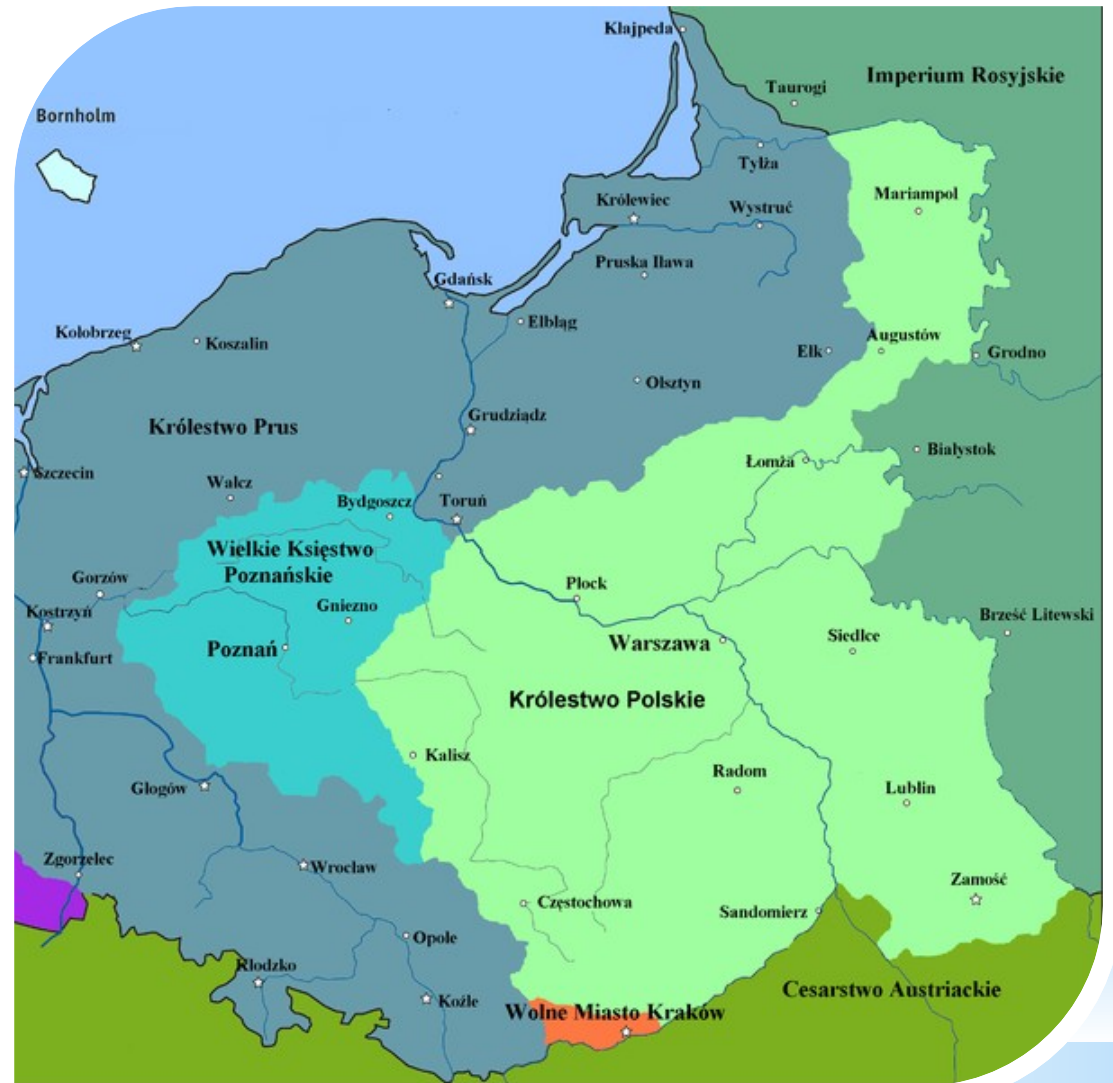 Kłajpeda
Imperium Rosyjskie
Taurogi
Bornholm
Tylża
Mariampol
Królewiec
Wystruć
Pruska Iława
Gdańsk
Elbląg
Kołobrzeg
Koszalin
Augustów
Ełk
Grodno
Olsztyn
Grudziądz
Królestwo Prus
Białystok
Łomża
Szczecin
Wałcz
Bydgoszcz
Toruń
Wielkie Księstwo
Poznańskie
Gorzów
Płock
Gniezno
Kostrzyń
Brześć Litewski
Siedlce
Warszawa
Poznań
Frankfurt
Królestwo Polskie
Kalisz
Radom
Głogów
Lublin
Zgorzelec
Wrocław
Zamość
Częstochowa
Sandomierz
Opole
Kłodzko
Koźle
Cesarstwo Austriackie
Wolne Miasto Kraków